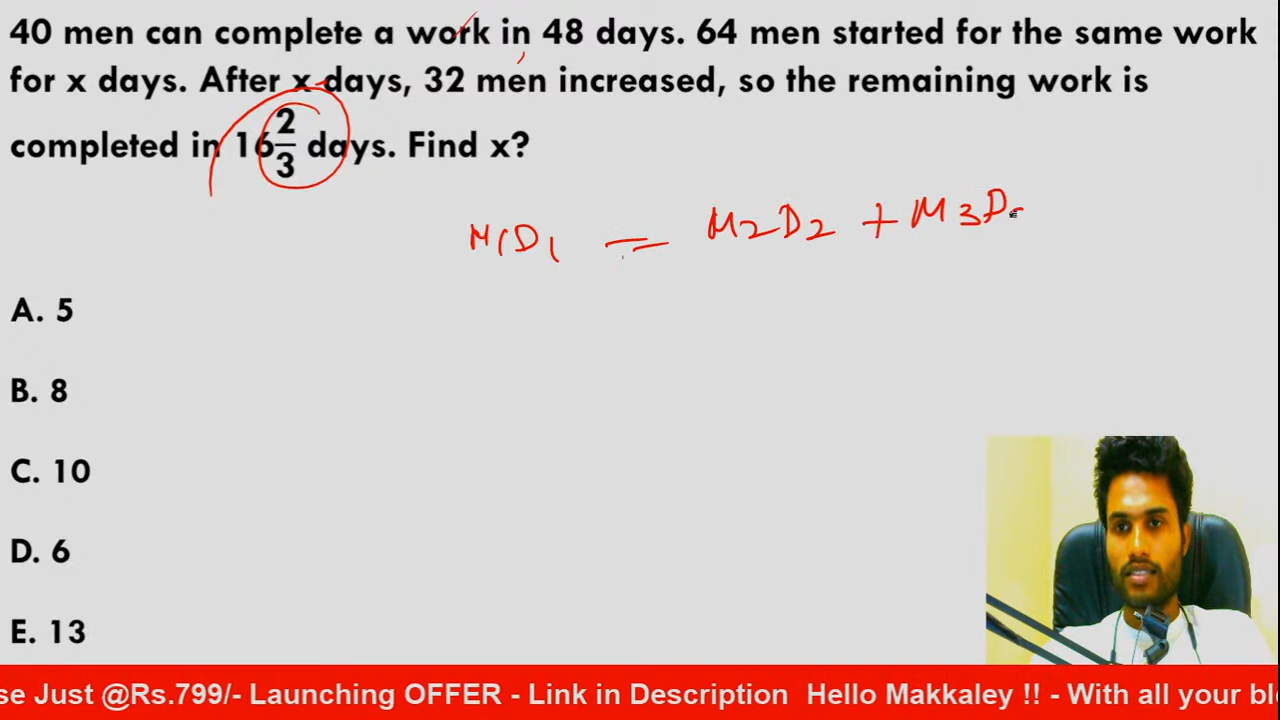 40 men can complete a work in 48 days. 64 men started for the same work
for x days. After x days, 32 men increased, so the remaining work is
completed in 16 2/3 days. Find x?
M1D1 = M2D2 + M3D
A. 5
B. 8
C. 10
D. 6
E. 13
se Just @Rs.799/- Launching OFFER - Link in Description Hello Makkaley !! - With all your bl